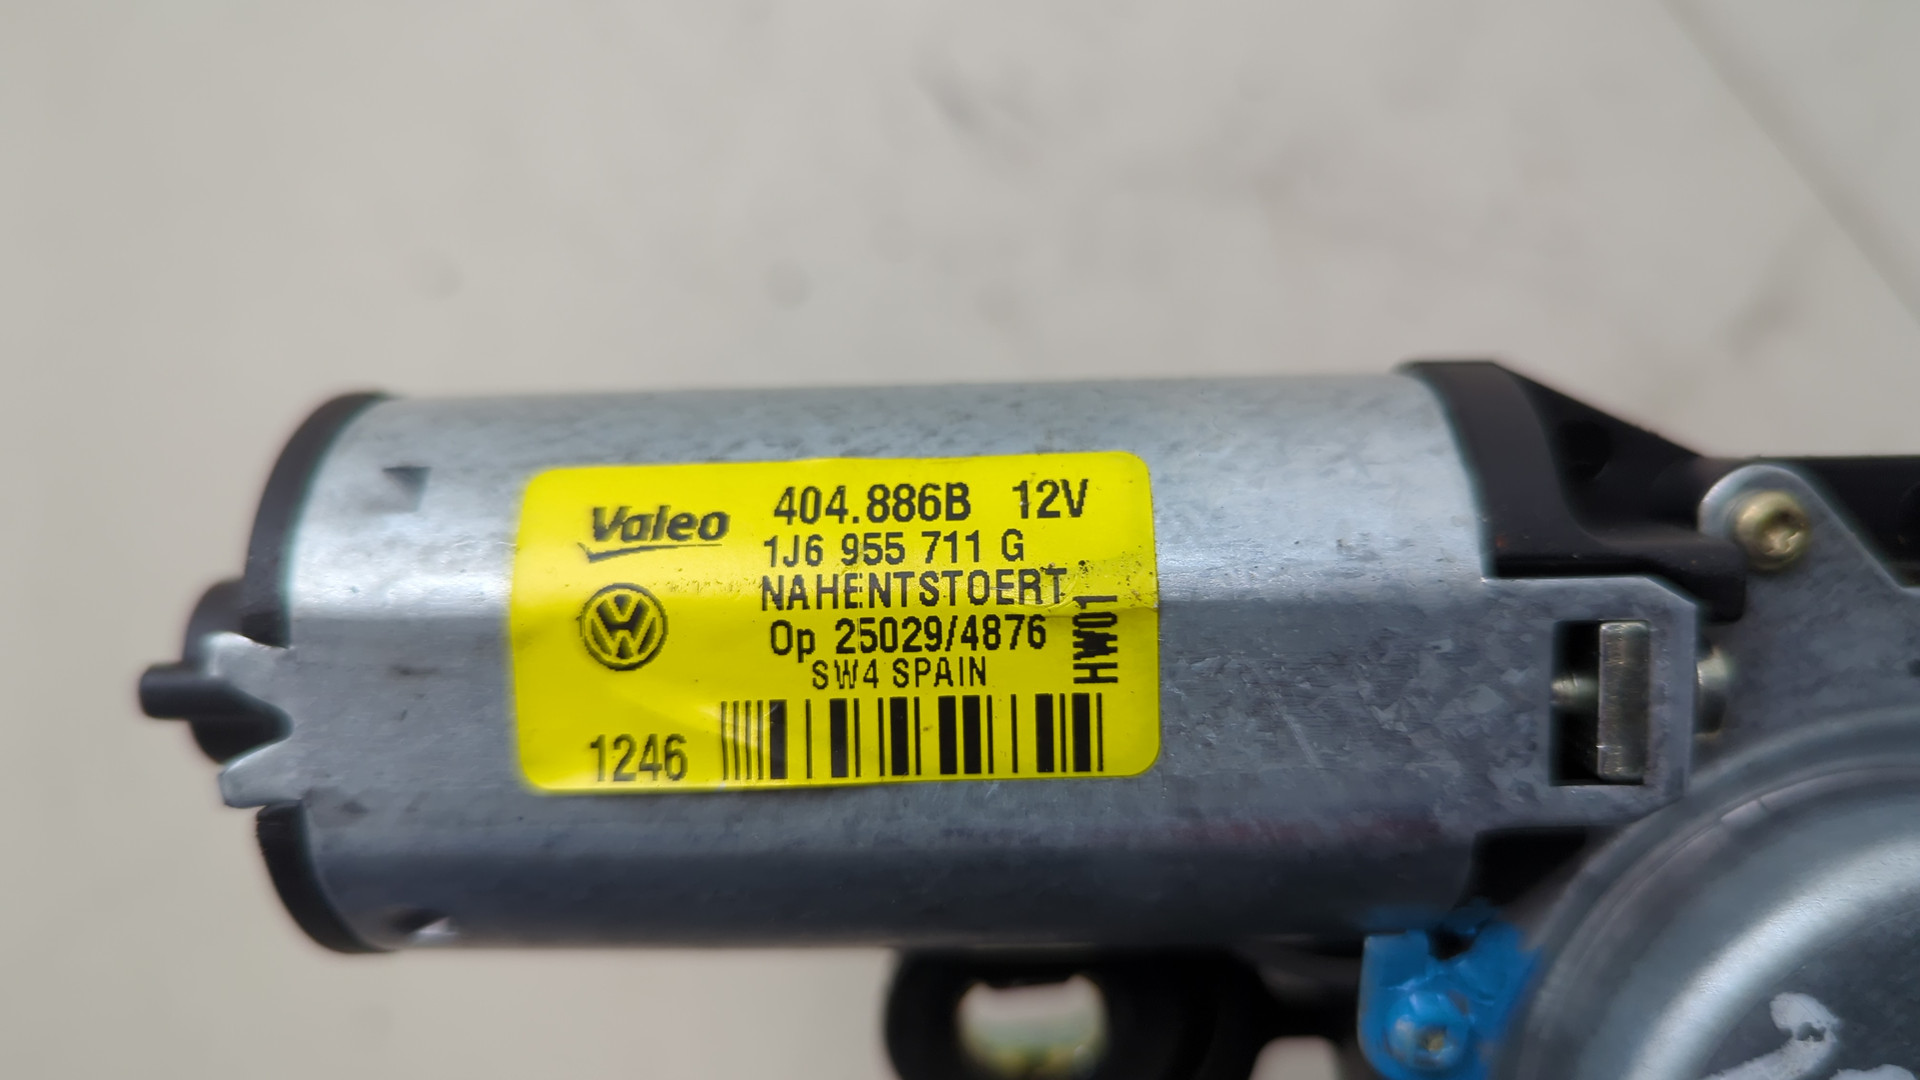 Valeo 404.886B 12V
1J6 955 711 G
NAHENTSTOERT
Op 25029/4876
SW4 SPAIN
HW01
1246